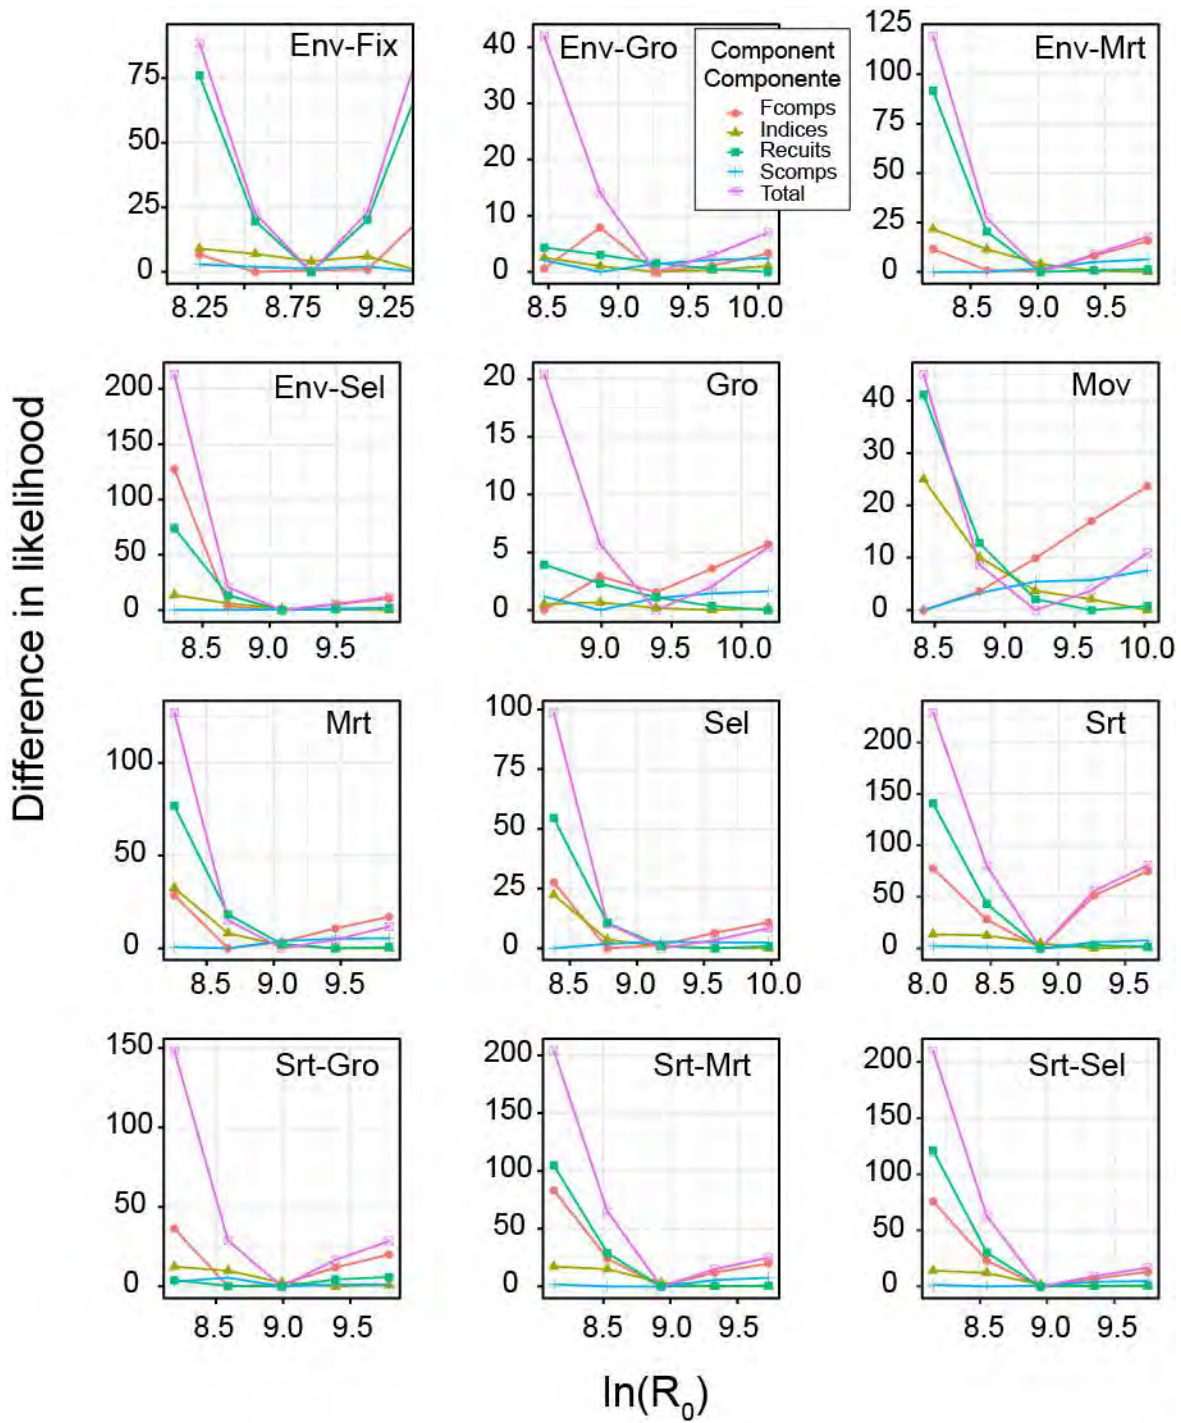 Difference in likelihood
Env-Fix
75
50
25
0
8.25 8.75 9.25
Env-Gro
40
30
20
10
0
8.5 9.0 9.5 10.0
Component
Componente
Fcomps
Indices
Recuits
Scomps
Total
Env-Mrt
125
100
75
50
25
0
8.5 9.0 9.5
Env-Sel
200
150
100
50
0
8.5 9.0 9.5
Gro
20
15
10
5
0
9.0 9.5 10.0
Mov
40
30
20
10
0
8.5 9.0 9.5 10.0
Mrt
100
50
0
8.5 9.0 9.5
Sel
100
75
50
25
0
8.5 9.0 9.5 10.0
Srt
200
150
100
50
0
8.0 8.5 9.0 9.5
Srt-Gro
150
100
50
0
8.5 9.0 9.5
Srt-Mrt
200
150
100
50
0
8.5 9.0 9.5
Srt-Sel
200
150
100
50
0
8.5 9.0 9.5
ln(R₀)